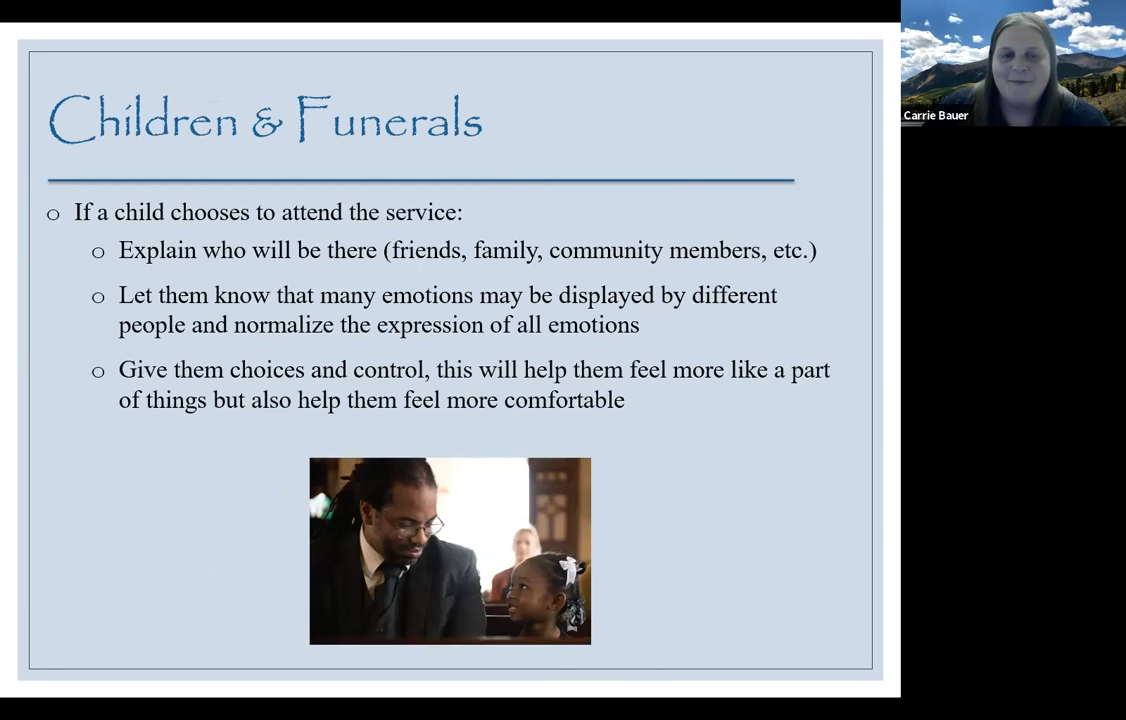 Children & Funerals
o If a child chooses to attend the service:
o Explain who will be there (friends, family, community members, etc.)
o Let them know that many emotions may be displayed by different
people and normalize the expression of all emotions
o Give them choices and control, this will help them feel more like a part
of things but also help them feel more comfortable
Carrie Bauer